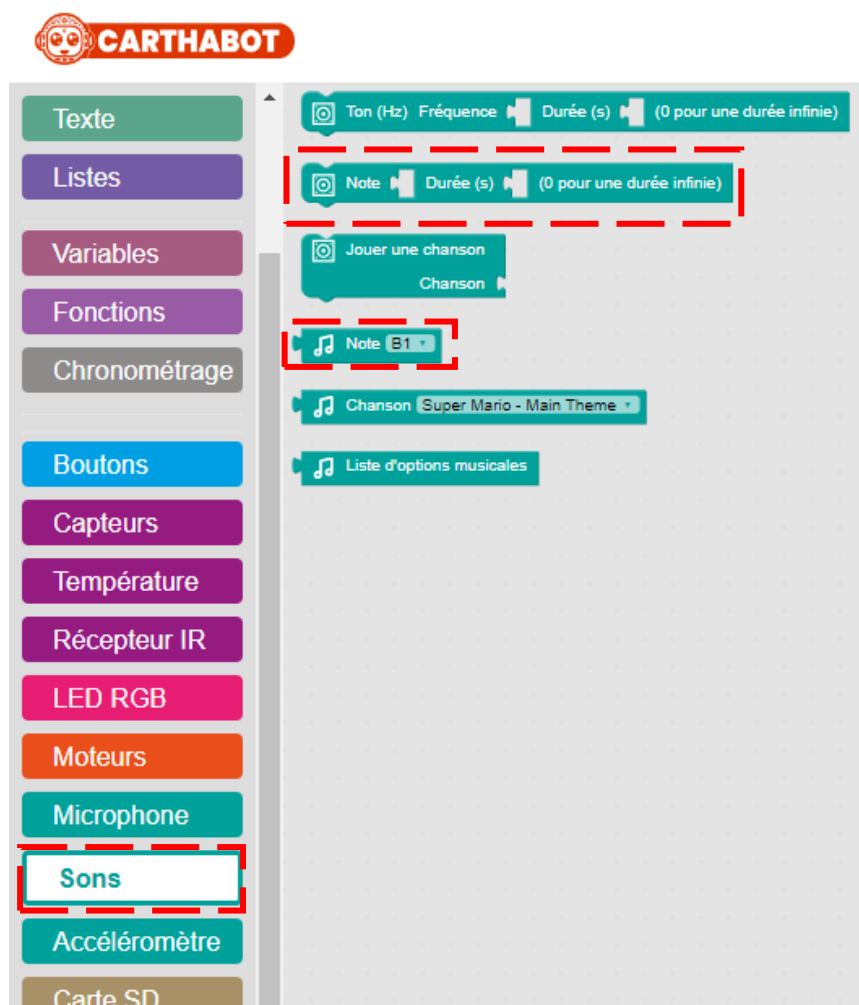 CARTHABOT
Texte
Listes
Variables
Fonctions
Chronométrage
Boutons
Capteurs
Température
Récepteur IR
LED RGB
Moteurs
Microphone
Sons
Accéléromètre
Carte SD
Ton (Hz) Fréquence Durée (s) (0 pour une durée infinie)
Note Durée (s) (0 pour une durée infinie)
Jouer une chanson
Chanson
Note B1
Chanson Super Mario - Main Theme
Liste d'options musicales